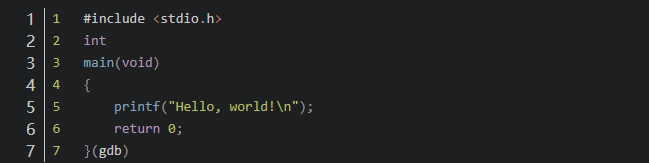 1 1 #include <stdio.h>
2 2 int
3 3 main(void)
4 4 {
5 5     printf("Hello, world!\n");
6 6     return 0;
7 7 }(gdb)